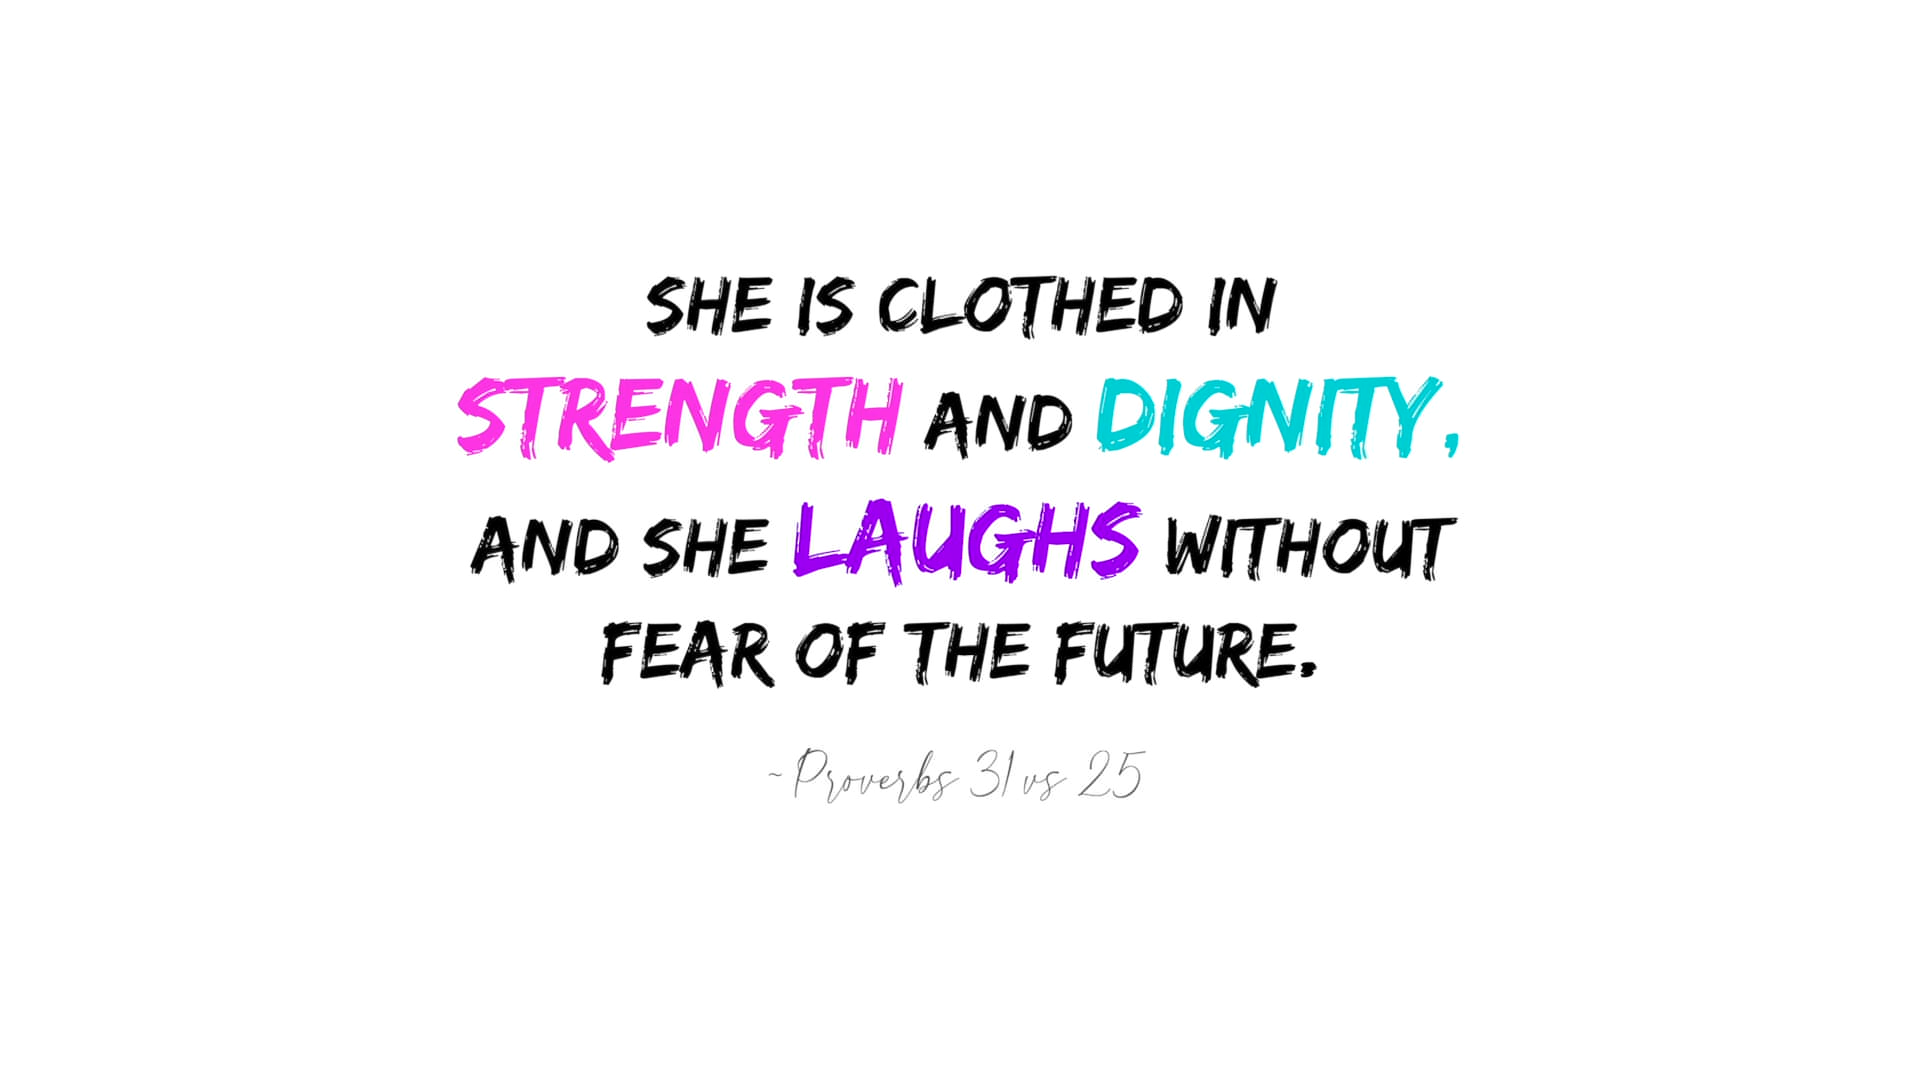 SHE IS CLOTHED IN
STRENGTH AND DIGNITY,
AND SHE LAUGHS WITHOUT
FEAR OF THE FUTURE.
~ Proverbs 31 vs 25